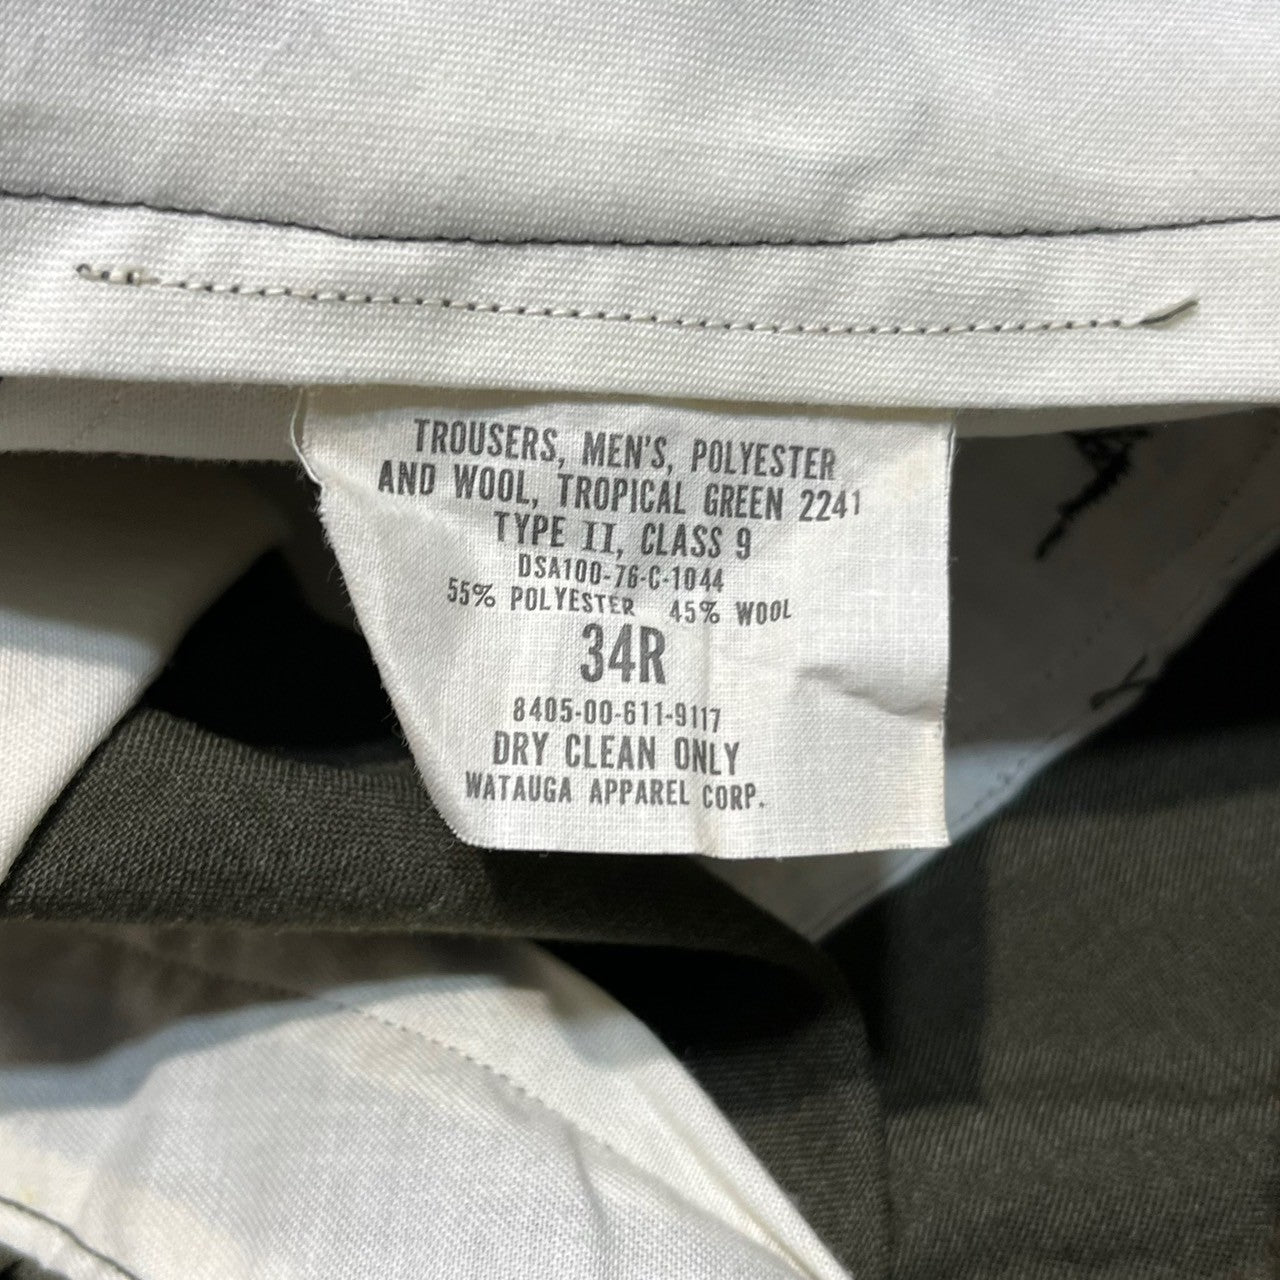 TROUSERS, MEN'S, POLYESTER
AND WOOL, TROPICAL GREEN 2241
TYPE II, CLASS 9
DSA100-76-C-1044
55% POLYESTER 45% WOOL
34R
8405-00-611-9117
DRY CLEAN ONLY
WATAUGA APPAREL CORP.